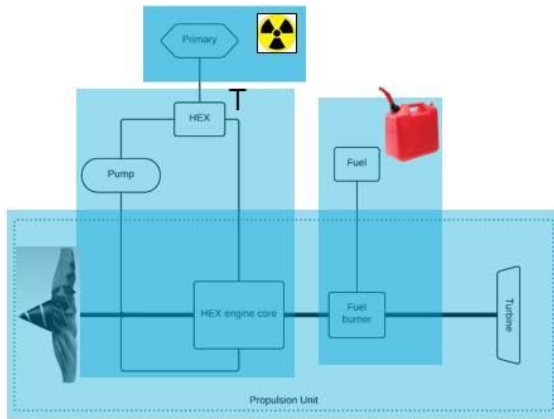 Primary
T
HEX
Pump
Fuel
HEX engine core
Fuel
burner
Turbine
Propulsion Unit